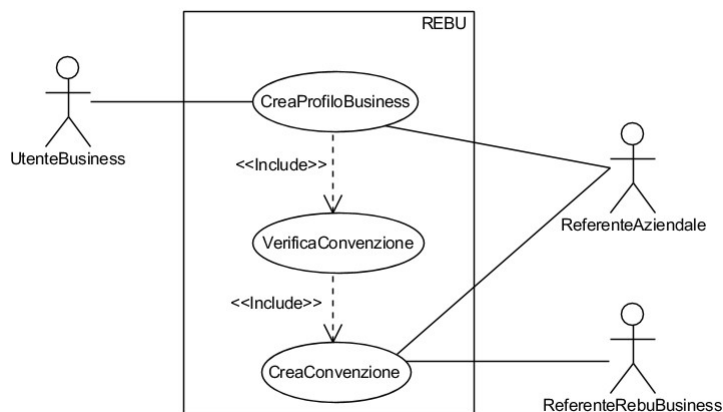 REBU
CreaProfiloBusiness
UtenteBusiness
<<Include>>
ReferenteAziendale
VerificaConvenzione
<<Include>>
CreaConvenzione
ReferenteRebuBusiness